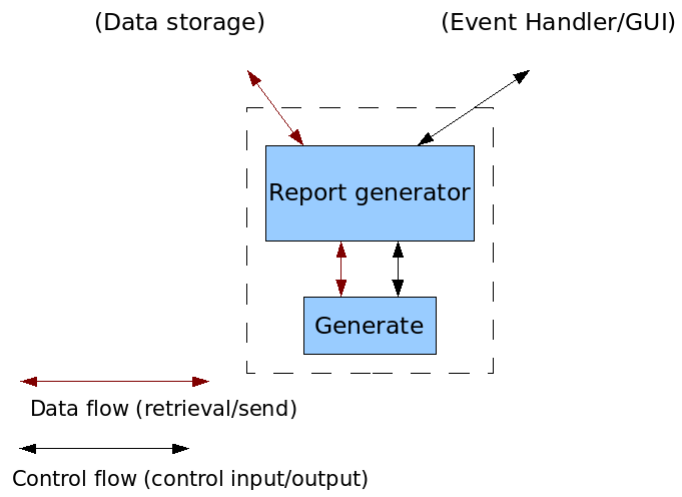 (Data storage)
(Event Handler/GUI)
Report generator
Generate
Data flow (retrieval/send)
Control flow (control input/output)